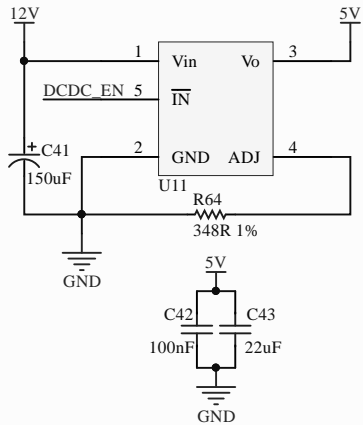 12V 5V
1 Vin Vo 3
DCDC_EN 5 IN
+ C41
150uF
2 GND ADJ 4
U11
R64
348R 1%
GND
5V
C42 C43
100nF 22uF
GND